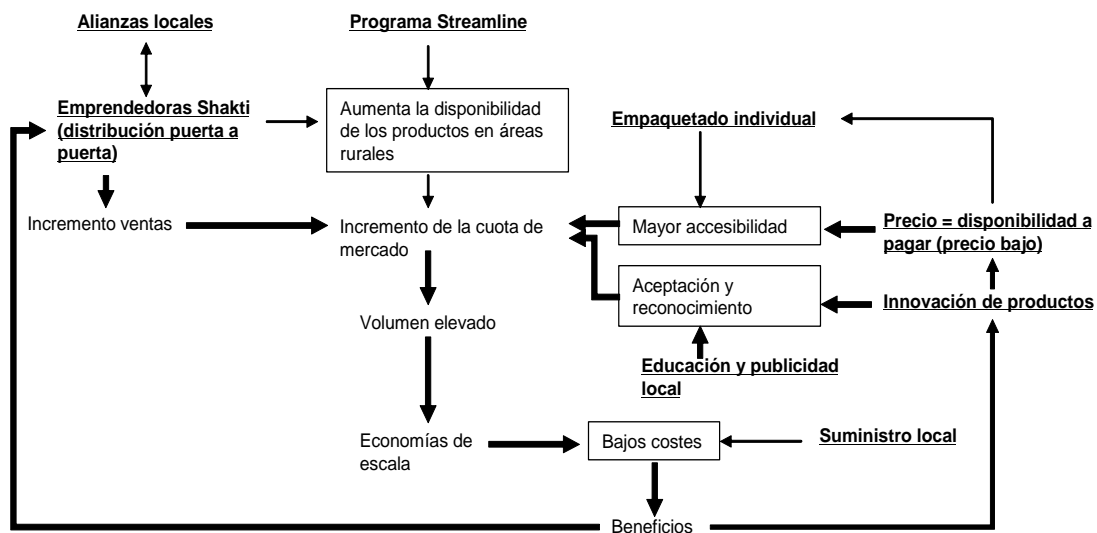 Alianzas locales
Programa Streamline
Emprendedoras Shakti
(distribución puerta a
puerta)
Aumenta la disponibilidad
de los productos en áreas
rurales
Empaquetado individual
Incremento ventas
Incremento de la cuota de
mercado
Mayor accesibilidad
Precio = disponibilidad a
pagar (precio bajo)
Aceptación y
reconocimiento
Innovación de productos
Volumen elevado
Educación y publicidad
local
Economías de
escala
Bajos costes
Suministro local
Beneficios